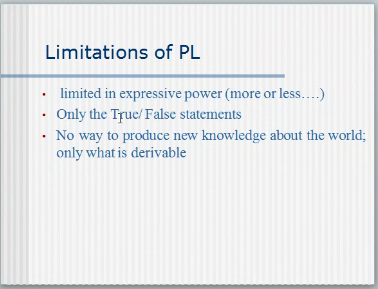 Limitations of PL
limited in expressive power (more or less....)
Only the True/False statements
No way to produce new knowledge about the world;
only what is derivable